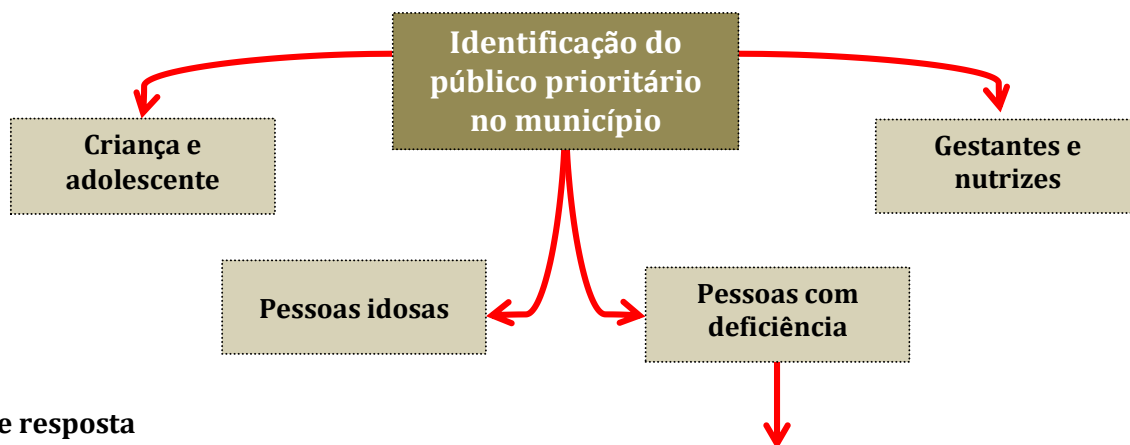 Identificação do
público prioritário
no município
Criança e
adolescente
Gestantes e
nutrizes
Pessoas idosas
Pessoas com
deficiência
e resposta